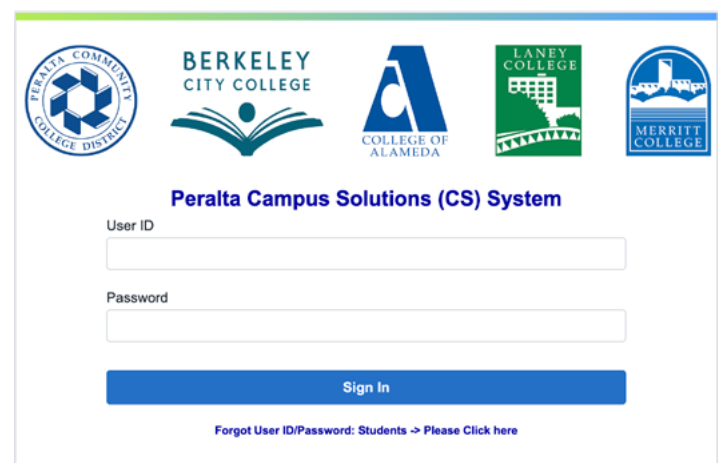 PERALTA COMMUNITY
COLLEGE DISTRICT
BERKELEY
CITY COLLEGE
COLLEGE OF
ALAMEDA
LANEY
COLLEGE
MERRITT
COLLEGE
Peralta Campus Solutions (CS) System
User ID
Password
Sign In
Forgot User ID/Password: Students -> Please Click here